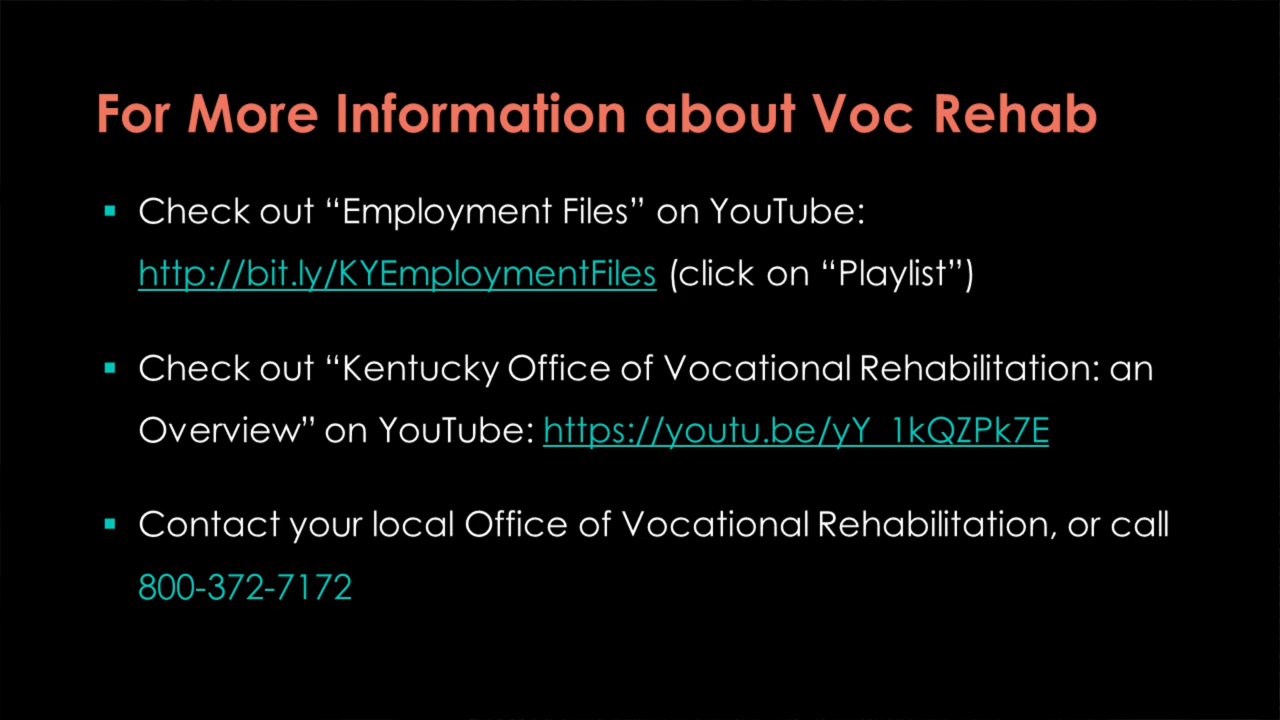 For More Information about Voc Rehab
▪ Check out “Employment Files” on YouTube:
http://bit.ly/KYEmploymentFiles (click on “Playlist”)
▪ Check out “Kentucky Office of Vocational Rehabilitation: an
Overview” on YouTube: https://youtu.be/yY_1kQZPk7E
▪ Contact your local Office of Vocational Rehabilitation, or call
800-372-7172